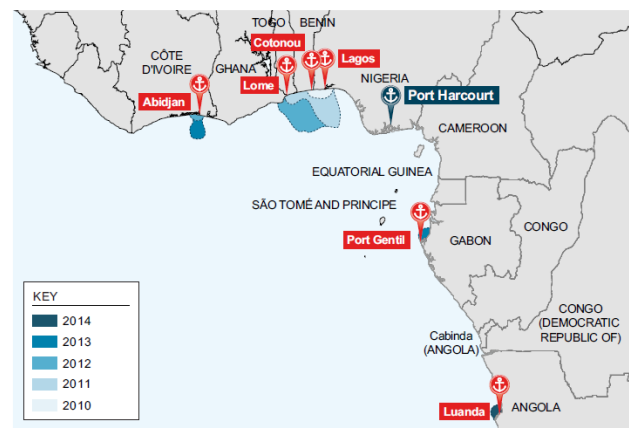 TOGO
BENIN
Cotonou
CÔTE
D'IVOIRE
GHANA
Lagos
Lome
NIGERIA
Abidjan
Port Harcourt
CAMEROON
EQUATORIAL GUINEA
SÃO TOMÉ AND PRINCIPE
Port Gentil
GABON
CONGO
KEY
2014
2013
2012
2011
2010
CONGO
(DEMOCRATIC
REPUBLIC OF)
Cabinda
(ANGOLA)
Luanda
ANGOLA